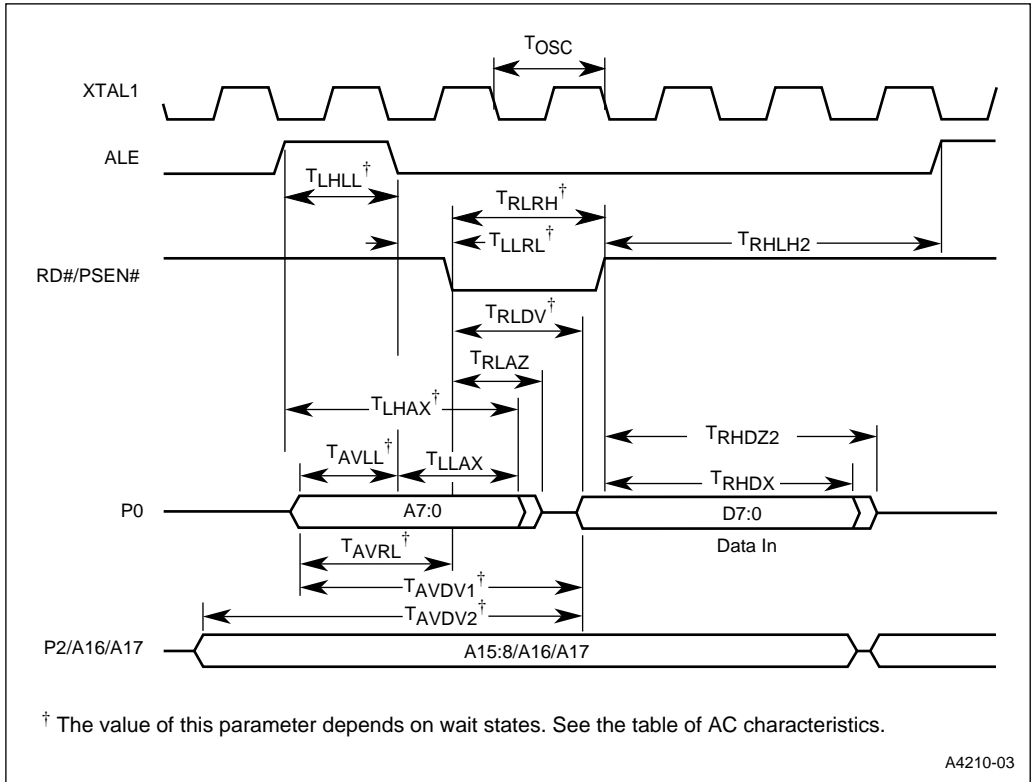 TOSC
XTAL1
ALE
TLHLL†
TRLRH†
TLLRL†
TRHLH2
RD#/PSEN#
TRLDV†
TRLAZ
TLHAX†
TRHDZ2
TAVLL†
TLLAX
TRHDX
P0
A7:0
D7:0
Data In
TAVRL†
TAVDV1†
TAVDV2†
P2/A16/A17
A15:8/A16/A17
† The value of this parameter depends on wait states. See the table of AC characteristics.
A4210-03